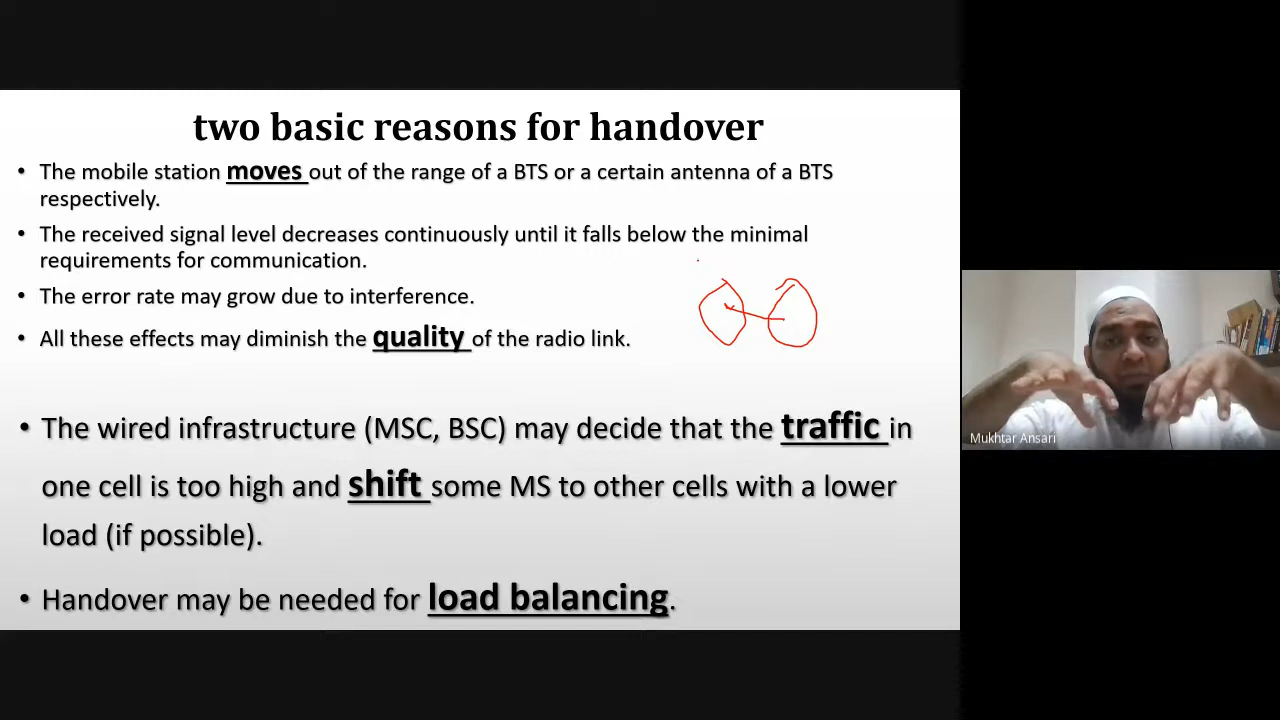 two basic reasons for handover
• The mobile station moves out of the range of a BTS or a certain antenna of a BTS
respectively.
• The received signal level decreases continuously until it falls below the minimal
requirements for communication.
• The error rate may grow due to interference.
• All these effects may diminish the quality of the radio link.
• The wired infrastructure (MSC, BSC) may decide that the traffic in
one cell is too high and shift some MS to other cells with a lower
load (if possible).
• Handover may be needed for load balancing.
Mukhtar Ansari